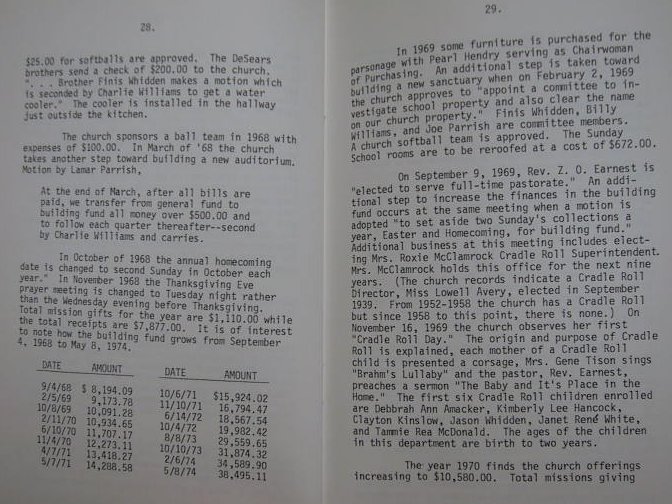 28.
$25.00 for softballs are approved. The DeSears
brothers send a check of $200.00 to the church.
". . . Brother Finis Whidden makes a motion which
is seconded by Charlie Williams to get a water
cooler." The cooler is installed in the hallway
just outside the kitchen.
The church sponsors a ball team in 1968 with
expenses of $100.00. In March of '68 the church
takes another step toward building a new auditorium.
Motion by Lamar Parrish,
At the end of March, after all bills are
paid, we transfer from general fund to
building fund all money over $500.00 and
to follow each quarter thereafter--second
by Charlie Williams and carries.
In October of 1968 the annual homecoming
date is changed to second Sunday in October each
year." In November 1968 the Thanksgiving Eve
prayer meeting is changed to Tuesday night rather
than the Wednesday evening before Thanksgiving.
Total mission gifts for the year are $1,110.00 while
the total receipts are $7,877.00. It is of interest
to note how the building fund grows from September
4, 1968 to May 8, 1974.
DATE AMOUNT DATE AMOUNT
9/4/68 $ 8,194.09 10/6/71 $15,924.02
2/5/69 9,173.78 11/10/71 16,794.47
10/8/69 10,091.28 6/14/72 18,567.54
2/11/70 10,934.65 10/4/72 19,982.42
6/10/70 11,707.17 8/8/73 29,559.65
11/4/70 12,273.11 10/10/73 31,874.32
4/7/71 13,418.27 2/6/74 34,589.90
5/7/71 14,288.58 5/8/74 38,495.11
29.
In 1969 some furniture is purchased for the
parsonage with Pearl Hendry serving as Chairwoman
of Purchasing. An additional step is taken toward
building a new sanctuary when on February 2, 1969
the church approves to "appoint a committee to in-
vestigate school property and also clear the name
on our church property." Finis Whidden, Billy
Williams, and Joe Parrish are committee members.
A church softball team is approved. The Sunday
School rooms are to be reroofed at a cost of $672.00.
On September 9, 1969, Rev. Z. O. Earnest is
"elected to serve full-time pastorate." An addi-
tional step to increase the finances in the building
fund occurs at the same meeting when a motion is
adopted "to set aside two Sunday's collections a
year, Easter and Homecoming, for building fund."
Additional business at this meeting includes elect-
ing Mrs. Roxie McClamrock Cradle Roll Superintendent.
Mrs. McClamrock holds this office for the next nine
years. (The church records indicate a Cradle Roll
Director, Miss Lowell Avery, elected in September
1939. From 1952-1958 the church has a Cradle Roll
but since 1958 to this point, there is none.) On
November 16, 1969 the church observes her first
"Cradle Roll Day." The origin and purpose of Cradle
Roll is explained, each mother of a Cradle Roll
child is presented a corsage, Mrs. Gene Tison sings
"Brahm's Lullaby" and the pastor, Rev. Earnest,
preaches a sermon "The Baby and It's Place in the
Home." The first six Cradle Roll children enrolled
are Debbrah Ann Amacker, Kimberly Lee Hancock,
Clayton Kinslow, Jason Whidden, Janet René White,
and Tammie Rea McDonald. The ages of the children
in this department are birth to two years.
The year 1970 finds the church offerings
increasing to $10,580.00. Total missions giving